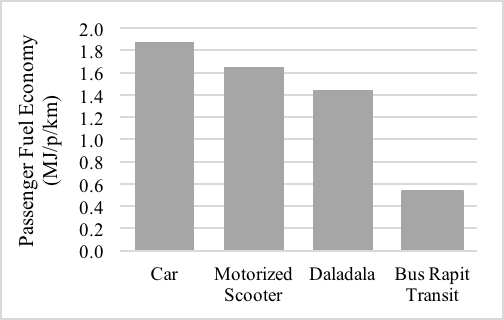 Passenger Fuel Economy
(MJ/p/km)
2.0
1.8
1.6
1.4
1.2
1.0
0.8
0.6
0.4
0.2
0.0
Car
Motorized
Scooter
Daladala
Bus Rapit
Transit